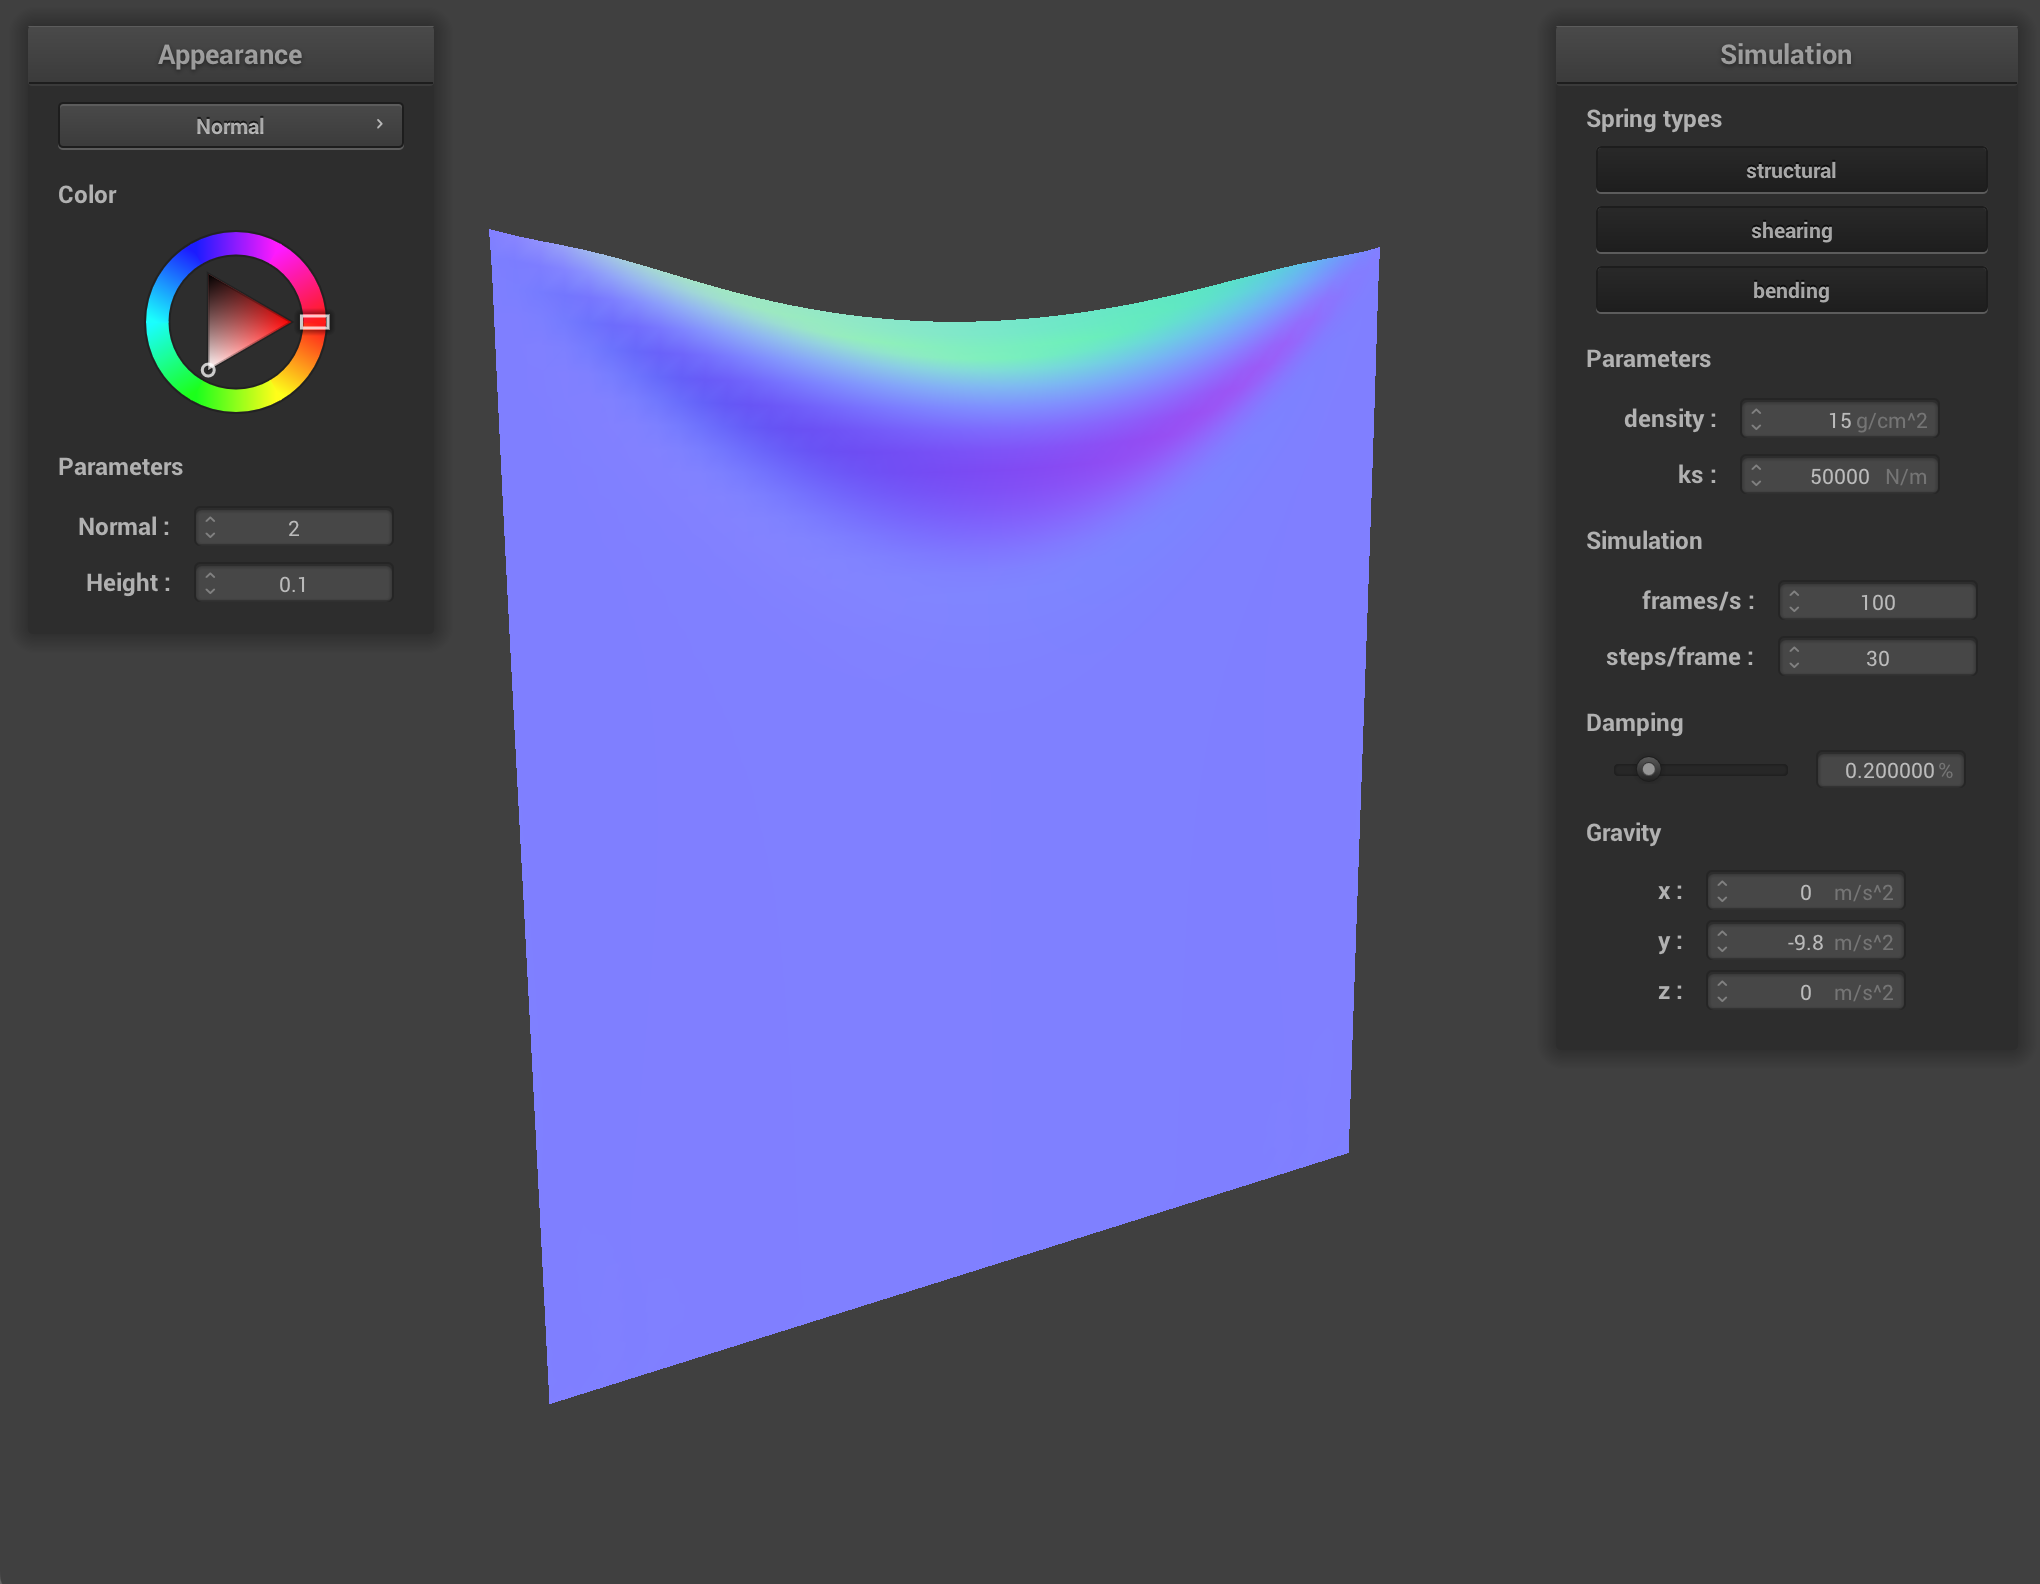 Appearance
Normal
Color
Parameters
Normal : 2
Height : 0.1
Simulation
Spring types
structural
shearing
bending
Parameters
density : 15 g/cm^2
ks : 50000 N/m
Simulation
frames/s : 100
steps/frame : 30
Damping
0.200000 %
Gravity
x : 0 m/s^2
y : -9.8 m/s^2
z : 0 m/s^2